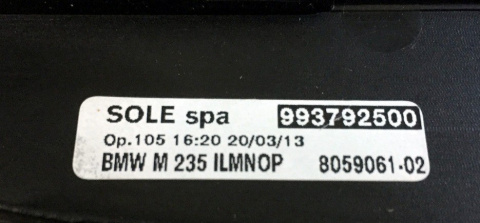 SOLE spa 993792500
Op.105 16:20 20/03/13
BMW M 235 ILMNOP 8059061-02